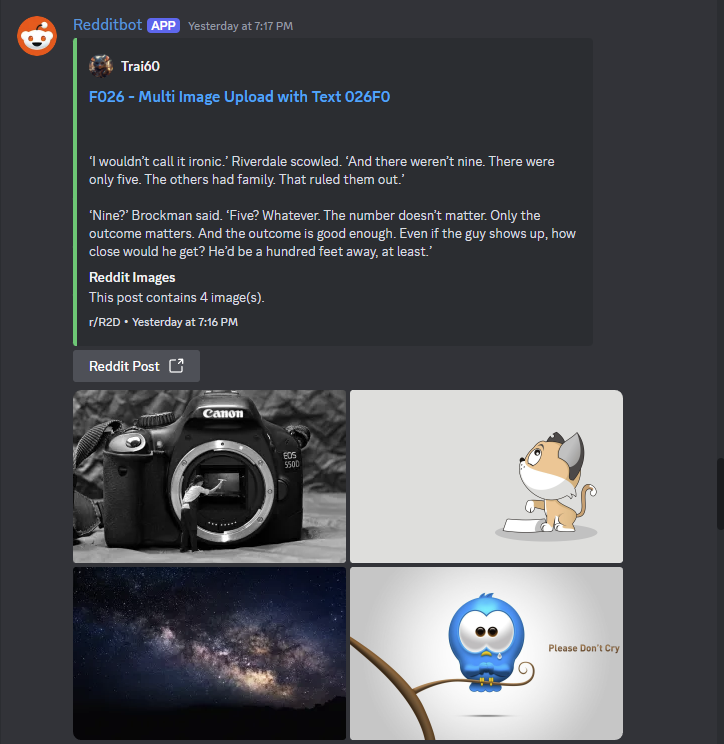 Redditbot APP Yesterday at 7:17 PM
Trai60
F026 - Multi Image Upload with Text 026F0
‘I wouldn’t call it ironic.’ Riverdale scowled. ‘And there weren’t nine. There were
only five. The others had family. That ruled them out.’
‘Nine?’ Brockman said. ‘Five? Whatever. The number doesn’t matter. Only the
outcome matters. And the outcome is good enough. Even if the guy shows up, how
close would he get? He’d be a hundred feet away, at least.’
Reddit Images
This post contains 4 image(s).
r/R2D • Yesterday at 7:16 PM
Reddit Post
Canon
EOS
550D
Please Don't Cry